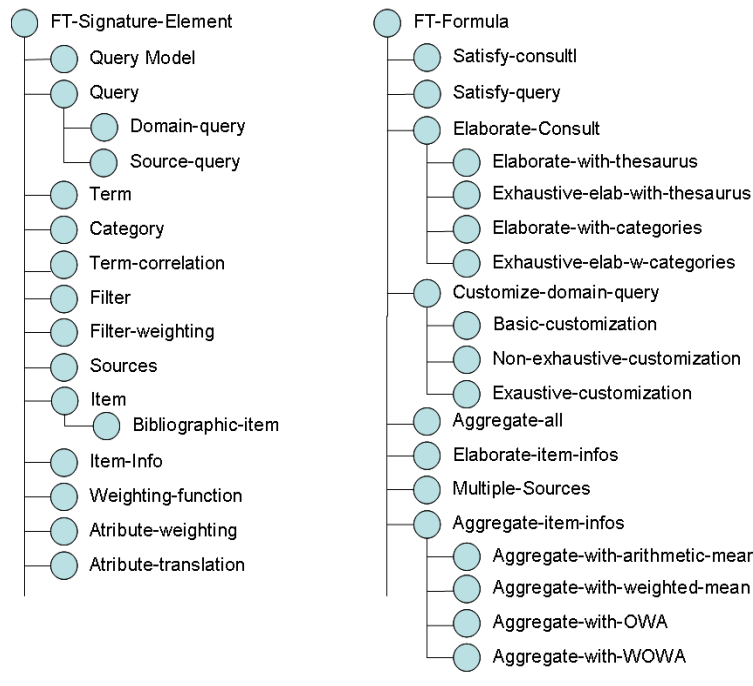 FT-Signature-Element
Query Model
Query
Domain-query
Source-query
Term
Category
Term-correlation
Filter
Filter-weighting
Sources
Item
Bibliographic-item
Item-Info
Weighting-function
Atribute-weighting
Atribute-translation
FT-Formula
Satisfy-consultl
Satisfy-query
Elaborate-Consult
Elaborate-with-thesaurus
Exhaustive-elab-with-thesaurus
Elaborate-with-categories
Exhaustive-elab-w-categories
Customize-domain-query
Basic-customization
Non-exhaustive-customization
Exaustive-customization
Aggregate-all
Elaborate-item-infos
Multiple-Sources
Aggregate-item-infos
Aggregate-with-arithmetic-mear
Aggregate-with-weighted-mean
Aggregate-with-OWA
Aggregate-with-WOWA